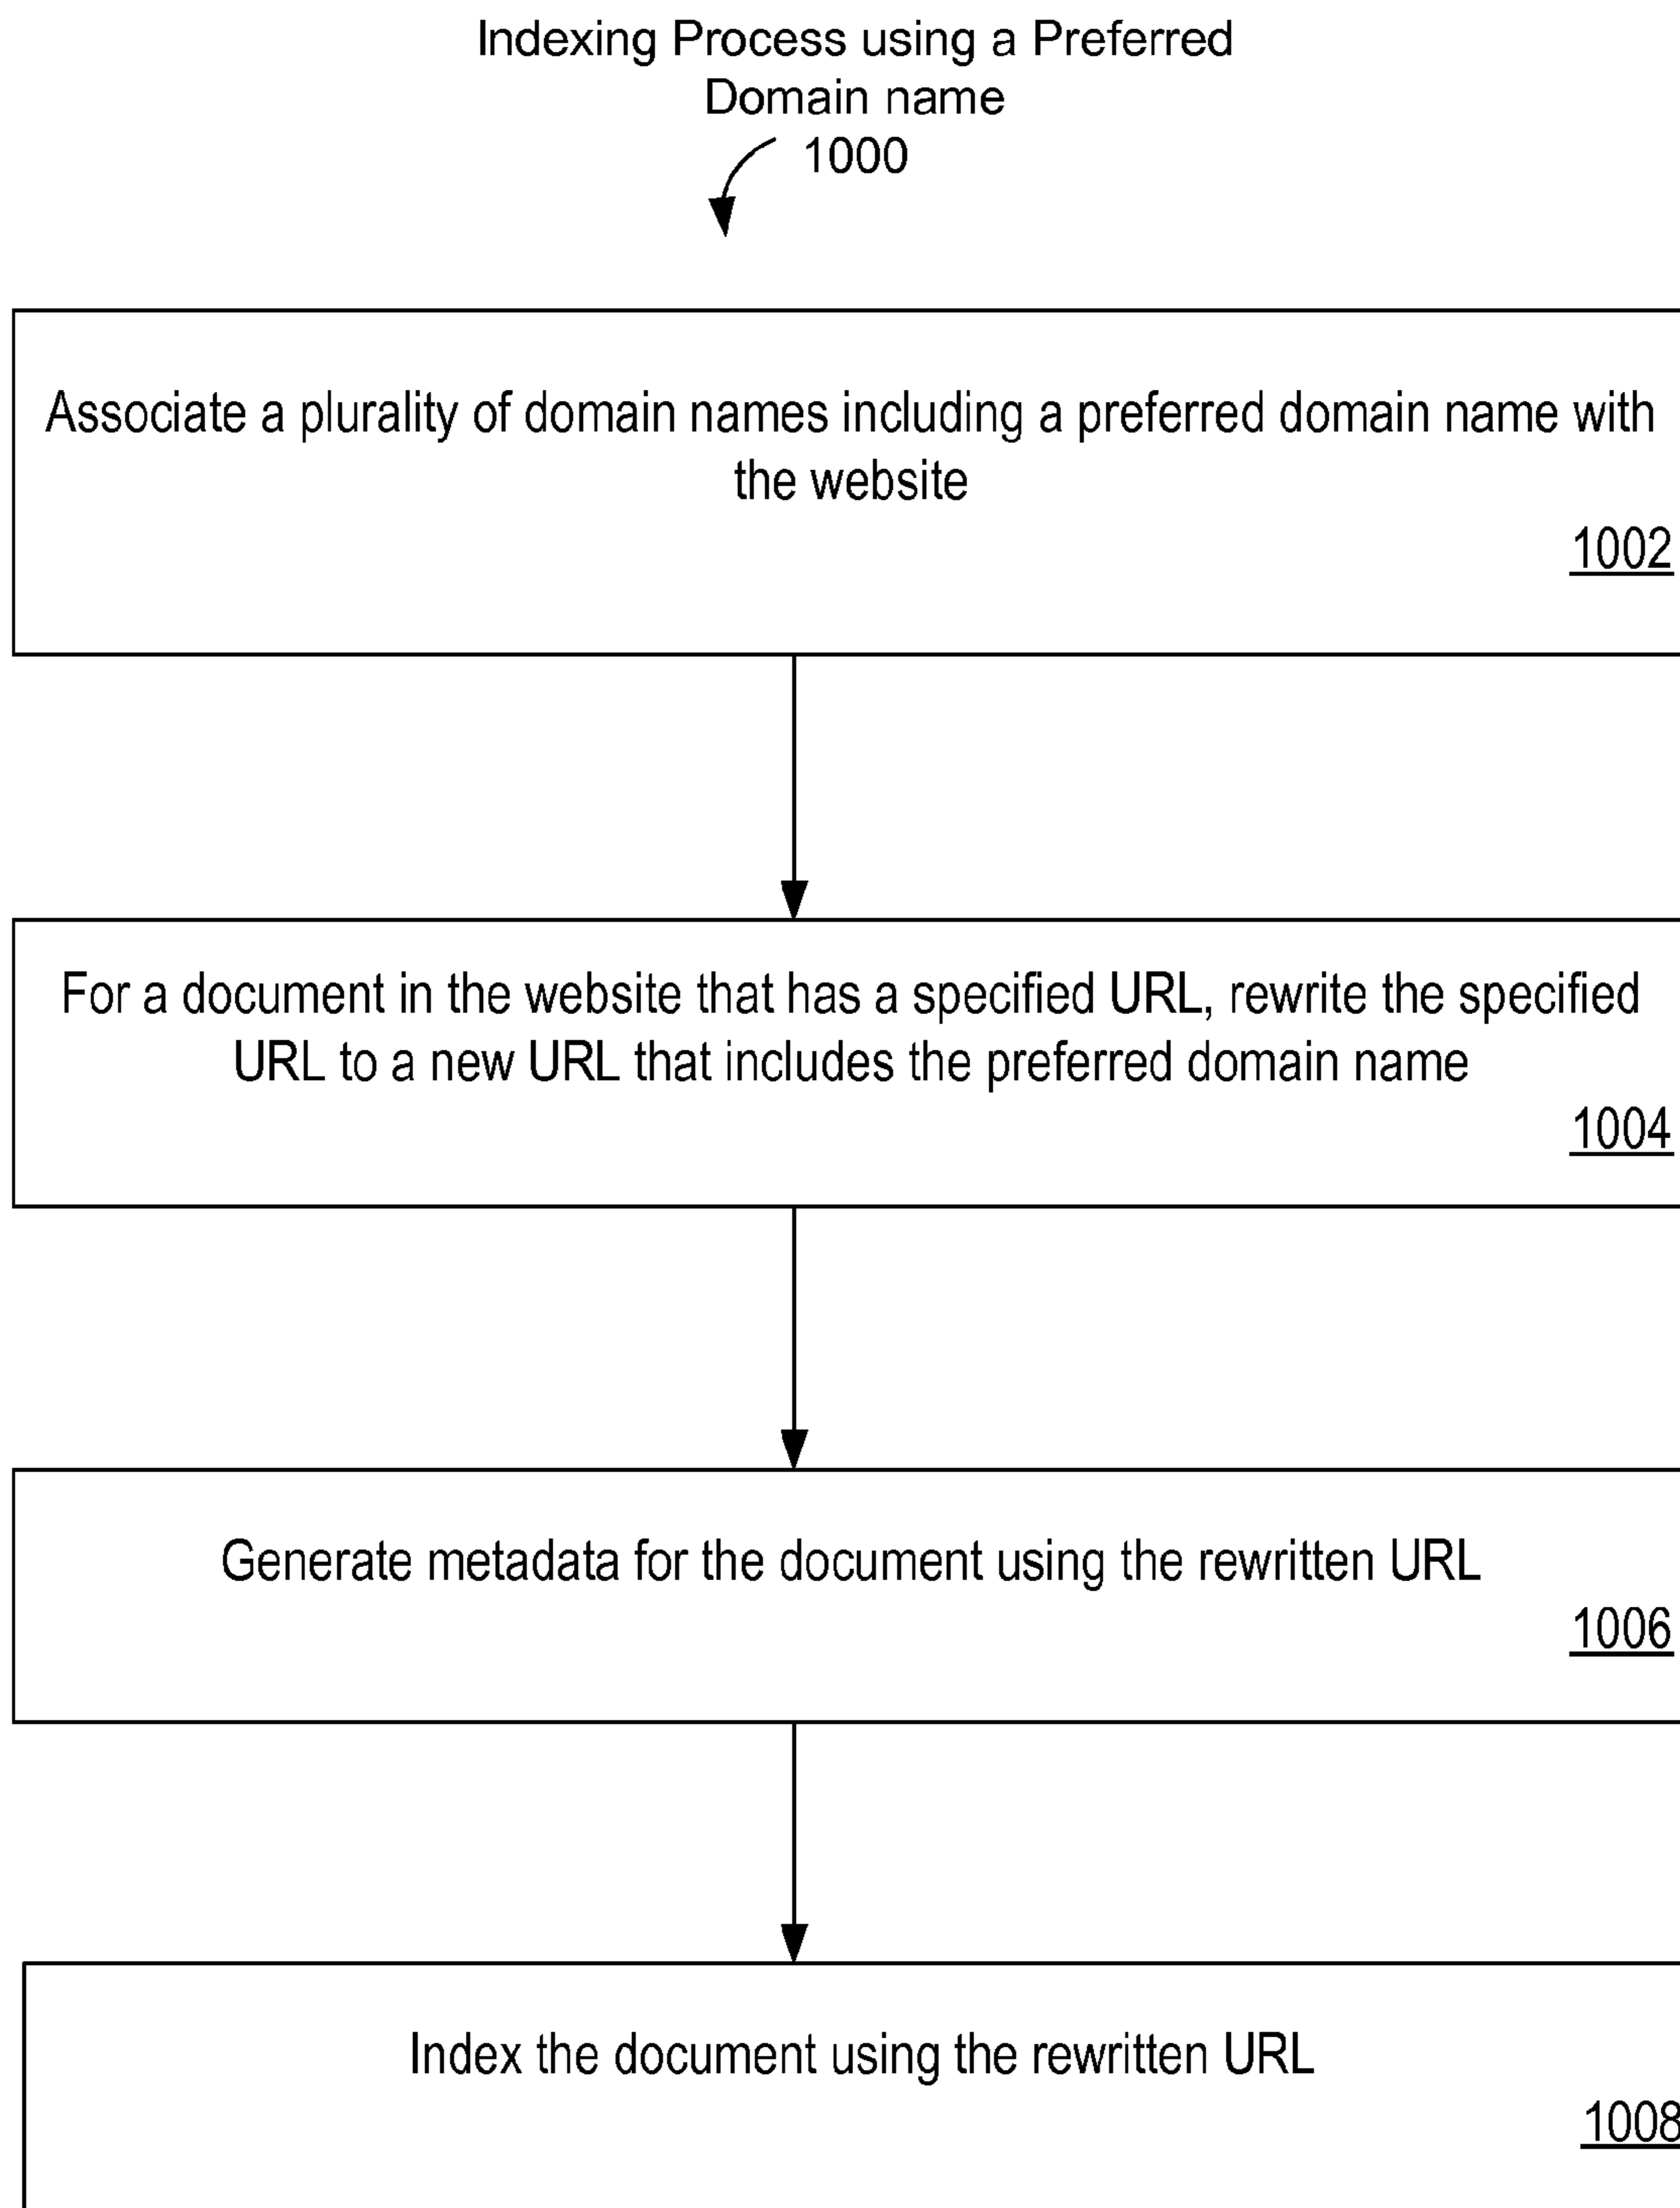 Indexing Process using a Preferred
Domain name
1000
Associate a plurality of domain names including a preferred domain name with
the website
1002
For a document in the website that has a specified URL, rewrite the specified
URL to a new URL that includes the preferred domain name
1004
Generate metadata for the document using the rewritten URL
1006
Index the document using the rewritten URL
1008